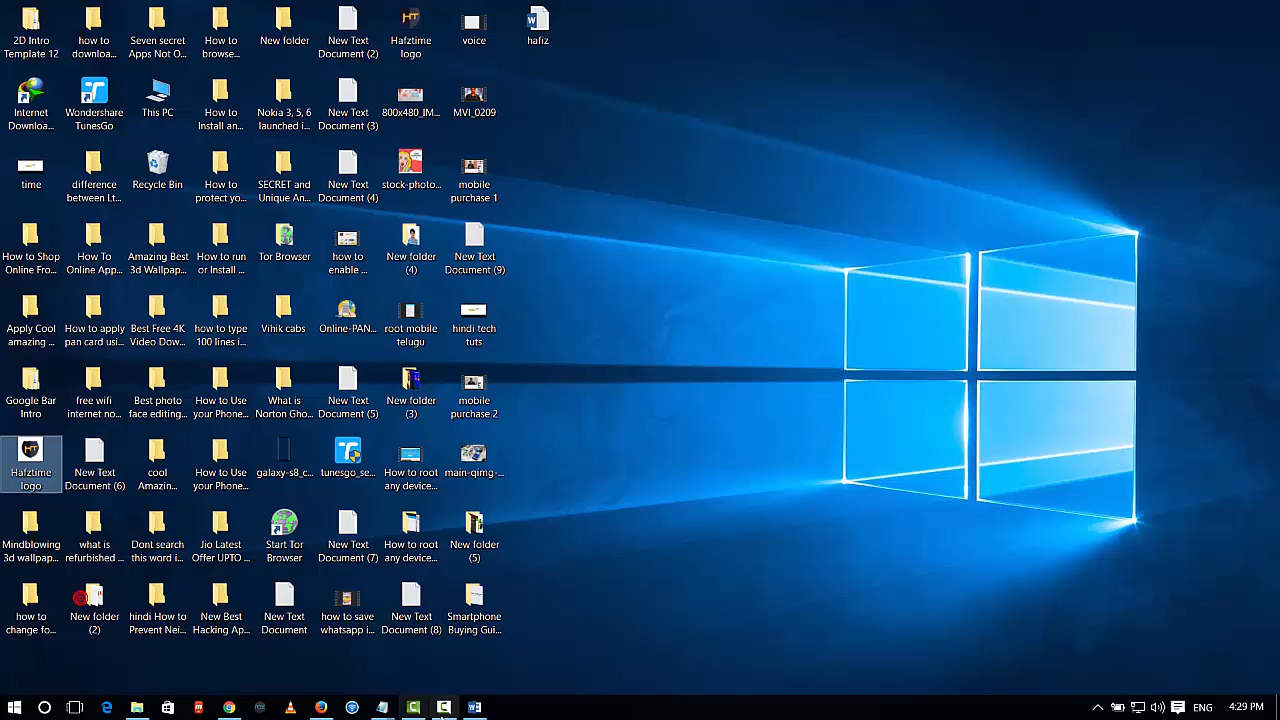 2D Intro
Template 12
how to
downloa...
Seven secret
Apps Not O...
How to
browse...
New folder
New Text
Document (2)
Hafztime
logo
voice
hafiz
Internet
Downloa...
Wondershare
TunesGo
This PC
How to
Install an...
Nokia 3, 5, 6
launched i...
New Text
Document (3)
800x480_IM...
MVI_0209
time
difference
between Lt...
Recycle Bin
How to
protect yo...
SECRET and
Unique An...
New Text
Document (4)
stock-photo...
mobile
purchase 1
How to Shop
Online Fro...
How To
Online App...
Amazing Best
3d Wallpap...
How to run
or Install ...
Tor Browser
how to
enable ...
New folder
(4)
New Text
Document (9)
Apply Cool
amazing ...
How to apply
pan card usi...
Best Free 4K
Video Dow...
how to type
100 lines i...
Vihik cabs
Online-PAN...
root mobile
telugu
hindi tech
tuts
Google Bar
Intro
free wifi
internet no...
Best photo
face editing...
How to Use
your Phone...
What is
Norton Gho...
New Text
Document (5)
New folder
(3)
mobile
purchase 2
Hafztime
logo
New Text
Document (6)
cool
Amazin...
How to Use
your Phone...
galaxy-s8_c...
tunesgo_se...
How to root
any device...
main-qimg-...
Mindblowing
3d wallpap...
what is
refurbished ...
Dont search
this word i...
Jio Latest
Offer UPTO ...
Start Tor
Browser
New Text
Document (7)
How to root
any device...
New folder
(5)
how to
change fo...
New folder
(2)
hindi How to
Prevent Nei...
New Best
Hacking Ap...
New Text
Document
how to save
whatsapp i...
New Text
Document (8)
Smartphone
Buying Gui...
ENG
4:29 PM